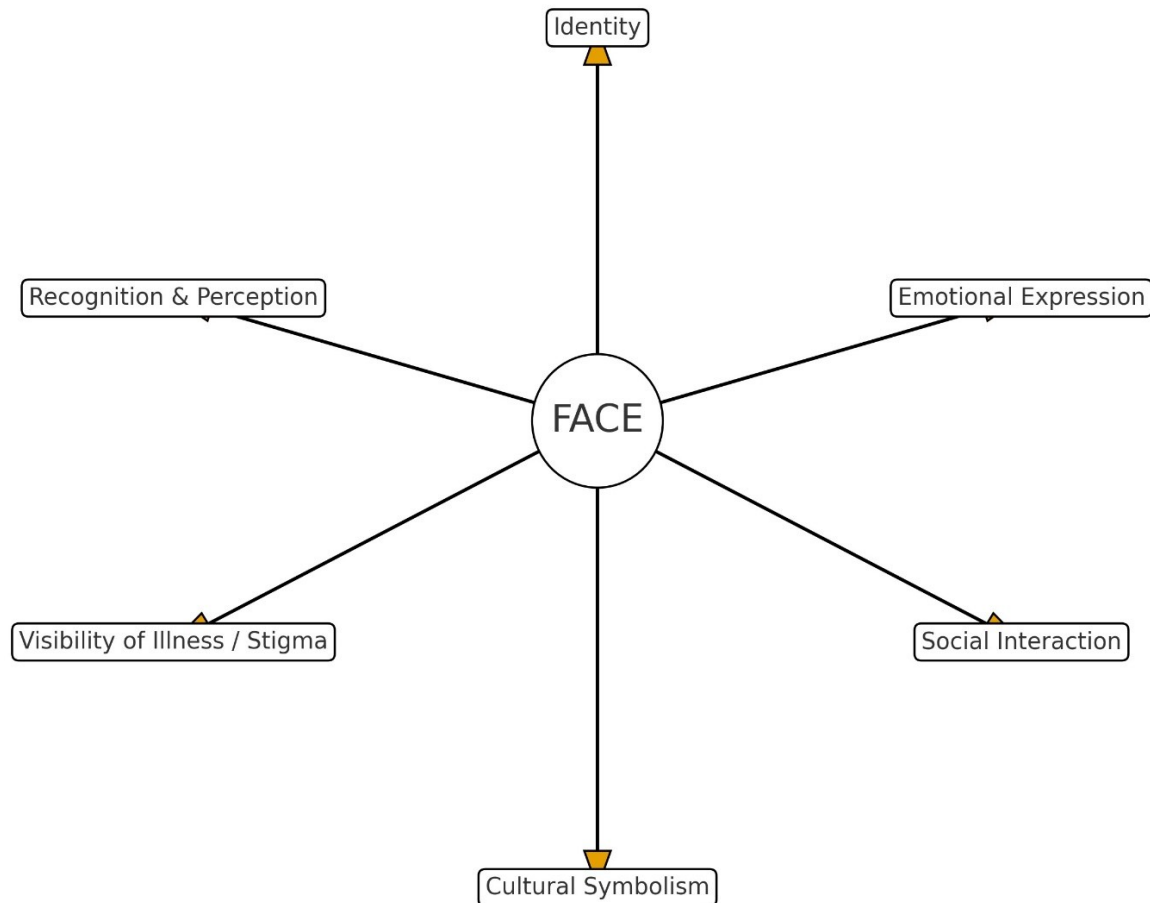 Identity
Recognition & Perception
Emotional Expression
FACE
Visibility of Illness / Stigma
Social Interaction
Cultural Symbolism